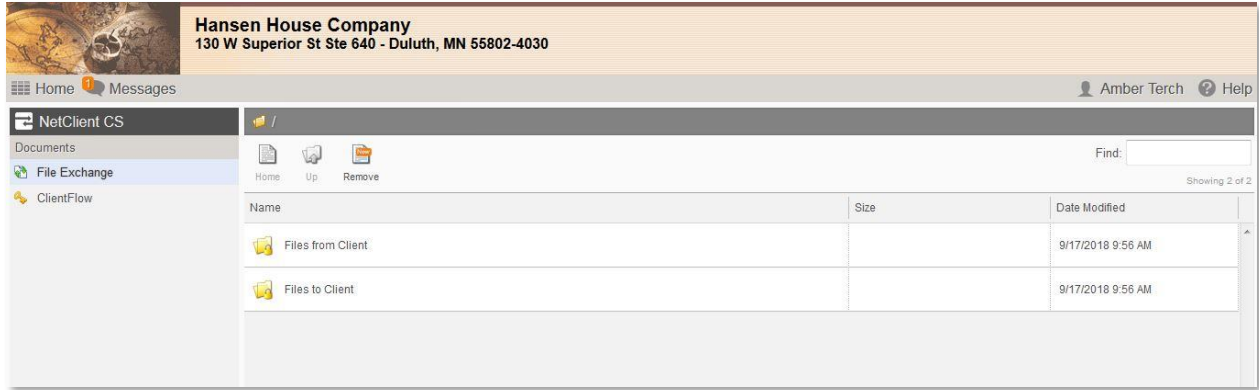 Hansen House Company
130 W Superior St Ste 640 - Duluth, MN 55802-4030
Home 1 Messages Amber Terch Help
NetClient CS /
Documents
File Exchange
ClientFlow
Home Up Remove
Find:
Showing 2 of 2
Name Size Date Modified
Files from Client 9/17/2018 9:56 AM
Files to Client 9/17/2018 9:56 AM